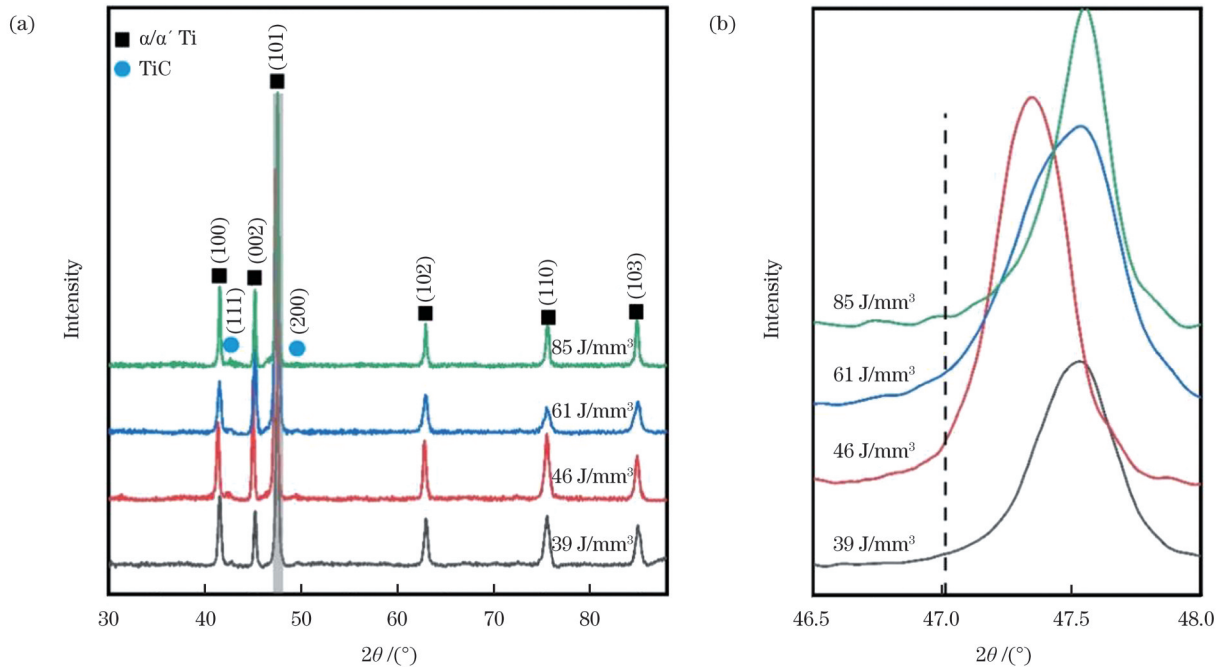 (a)
α/α′ Ti
TiC
(101)
(100)
(111)
(002)
(200)
(102)
(110)
(103)
85 J/mm³
61 J/mm³
46 J/mm³
39 J/mm³
Intensity
30 40 50 60 70 80
2θ /(°)
(b)
85 J/mm³
61 J/mm³
46 J/mm³
39 J/mm³
Intensity
46.5 47.0 47.5 48.0
2θ /(°)